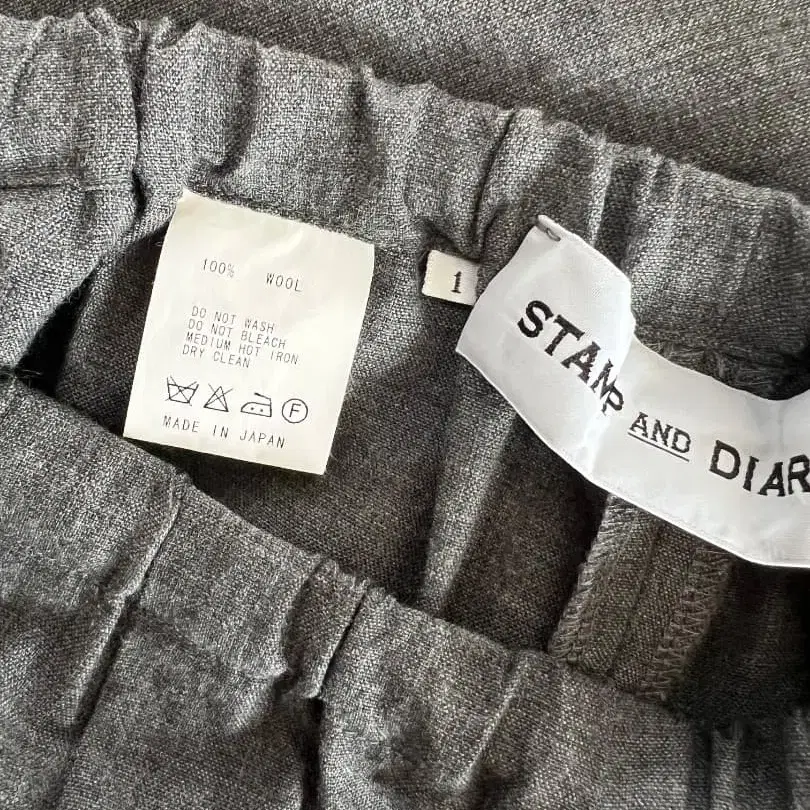 100% WOOL
DO NOT WASH
DO NOT BLEACH
MEDIUM HOT IRON
DRY CLEAN
F
MADE IN JAPAN
1
STAMP AND DIAR